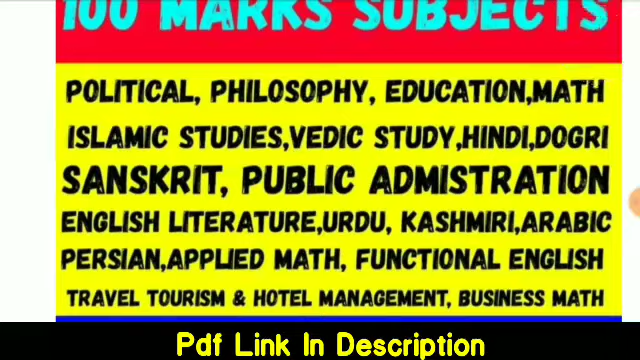 100 MARKS SUBJECTS
POLITICAL, PHILOSOPHY, EDUCATION,MATH
ISLAMIC STUDIES,VEDIC STUDY,HINDI,DOGRI
SANSKRIT, PUBLIC ADMISTRATION
ENGLISH LITERATURE,URDU, KASHMIRI,ARABIC
PERSIAN,APPLIED MATH, FUNCTIONAL ENGLISH
TRAVEL TOURISM & HOTEL MANAGEMENT, BUSINESS MATH
Pdf Link In Description